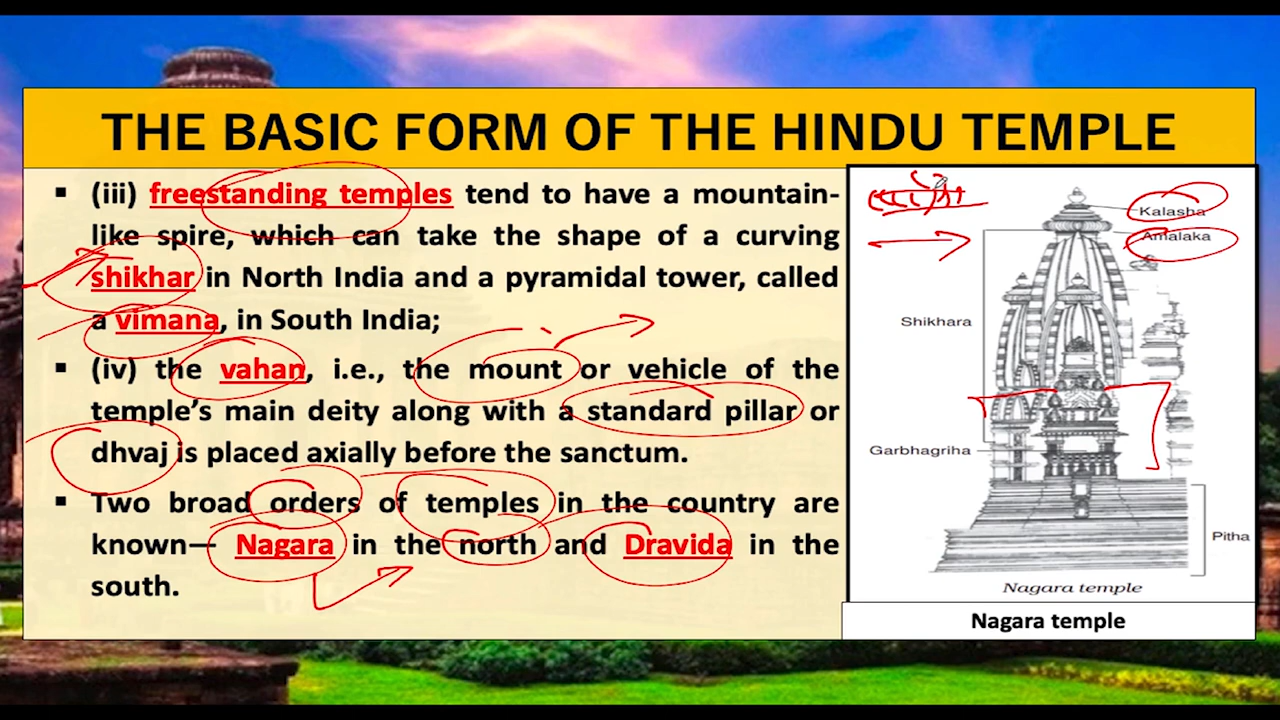 THE BASIC FORM OF THE HINDU TEMPLE
▪ (iii) freestanding temples tend to have a mountain-
like spire, which can take the shape of a curving
shikhar in North India and a pyramidal tower, called
a vimana, in South India;
▪ (iv) the vahan, i.e., the mount or vehicle of the
temple's main deity along with a standard pillar or
dhvaj is placed axially before the sanctum.
▪ Two broad orders of temples in the country are
known— Nagara in the north and Dravida in the
south.
Kalasha
Amalaka
Shikhara
Garbhagriha
Pitha
Nagara temple
Nagara temple